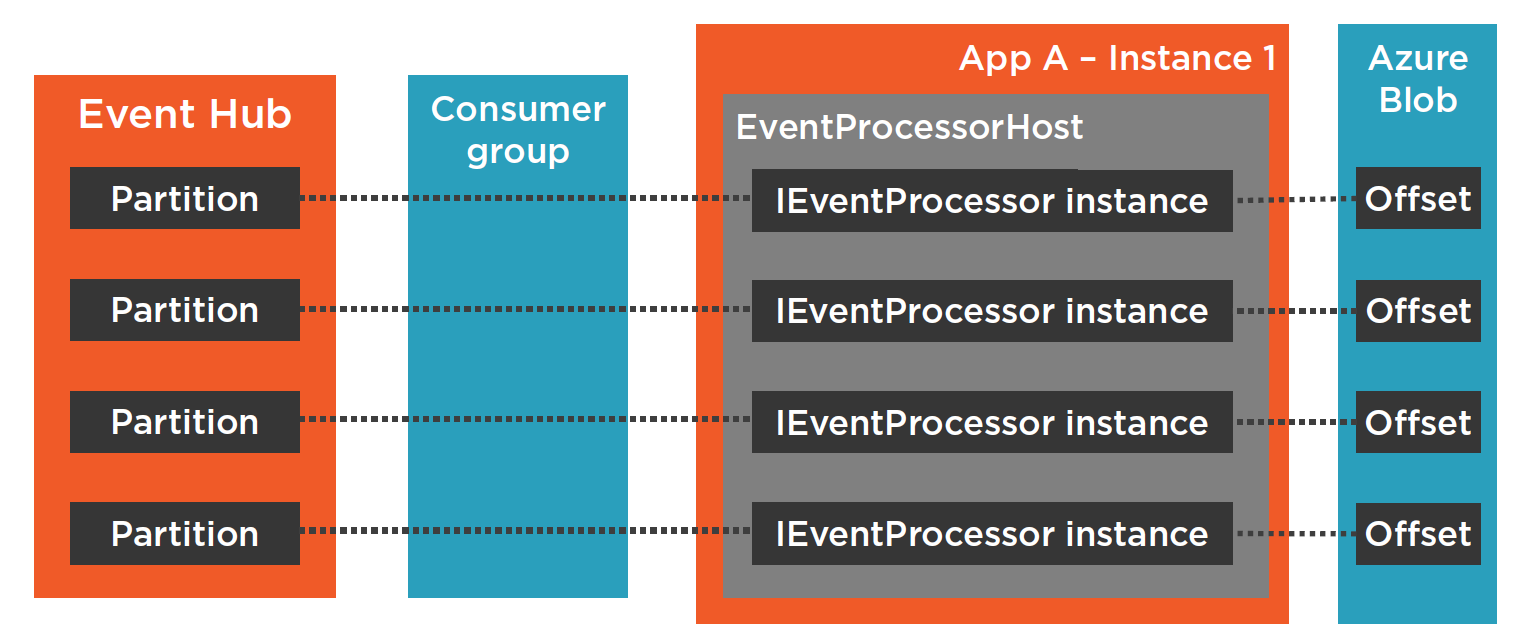 Event Hub
Partition
Partition
Partition
Partition
Consumer
group
App A – Instance 1
EventProcessorHost
IEventProcessor instance
IEventProcessor instance
IEventProcessor instance
IEventProcessor instance
Azure
Blob
Offset
Offset
Offset
Offset